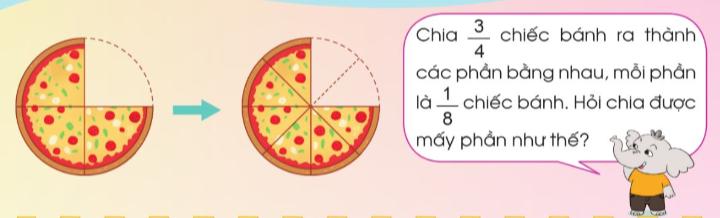 Chia 3/4 chiếc bánh ra thành
các phần bằng nhau, mỗi phần
là 1/8 chiếc bánh. Hỏi chia được
mấy phần như thế?